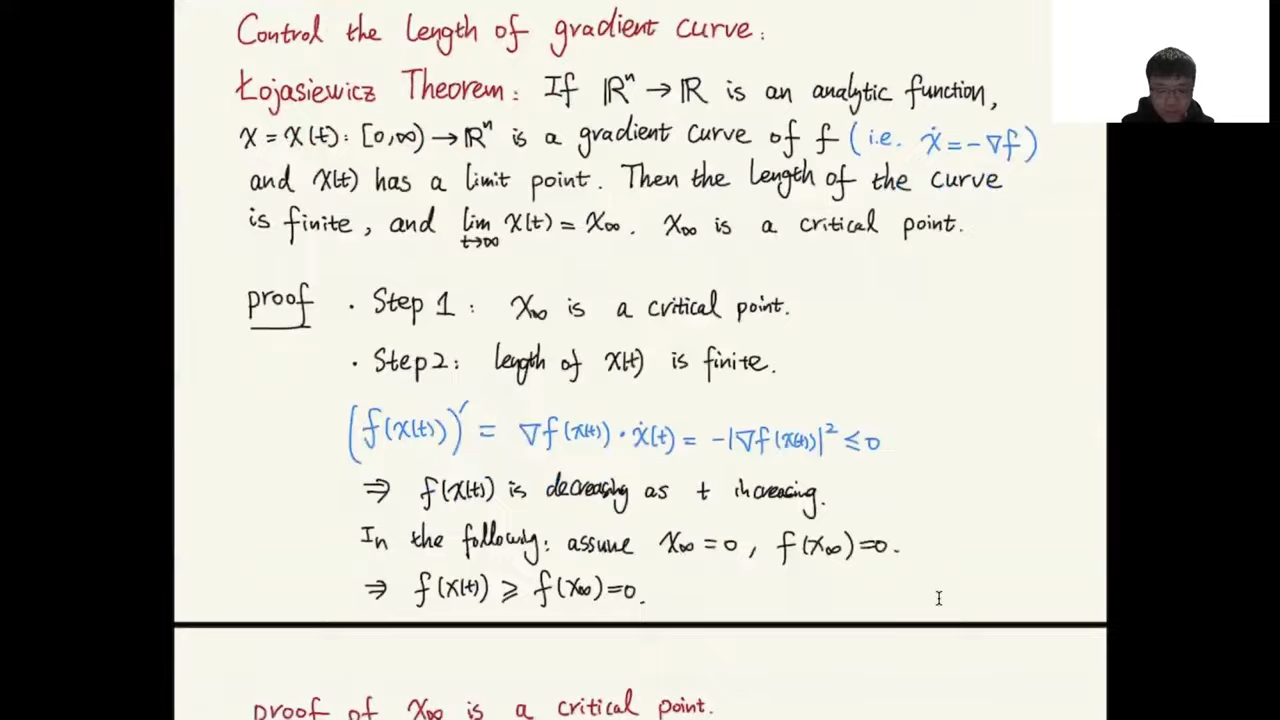 Control the length of gradient curve:
Łojasiewicz Theorem: If ℝⁿ → ℝ is an analytic function,
x = x(t): [0,∞) → ℝⁿ is a gradient curve of f (i.e. ẋ = -∇f)
and x(t) has a limit point. Then the length of the curve
is finite, and lim_{t→∞} x(t) = x∞. x∞ is a critical point.
proof · Step 1: x∞ is a critical point.
· Step 2: length of x(t) is finite.
(f(x(t)))′ = ∇f(x(t)) · ẋ(t) = -|∇f(x(t))|² ≤ 0
⇒ f(x(t)) is decreasing as t increasing.
In the following: assume x∞ = 0, f(x∞) = 0.
⇒ f(x(t)) ⩾ f(x∞) = 0.
proof of x∞ is a critical point.